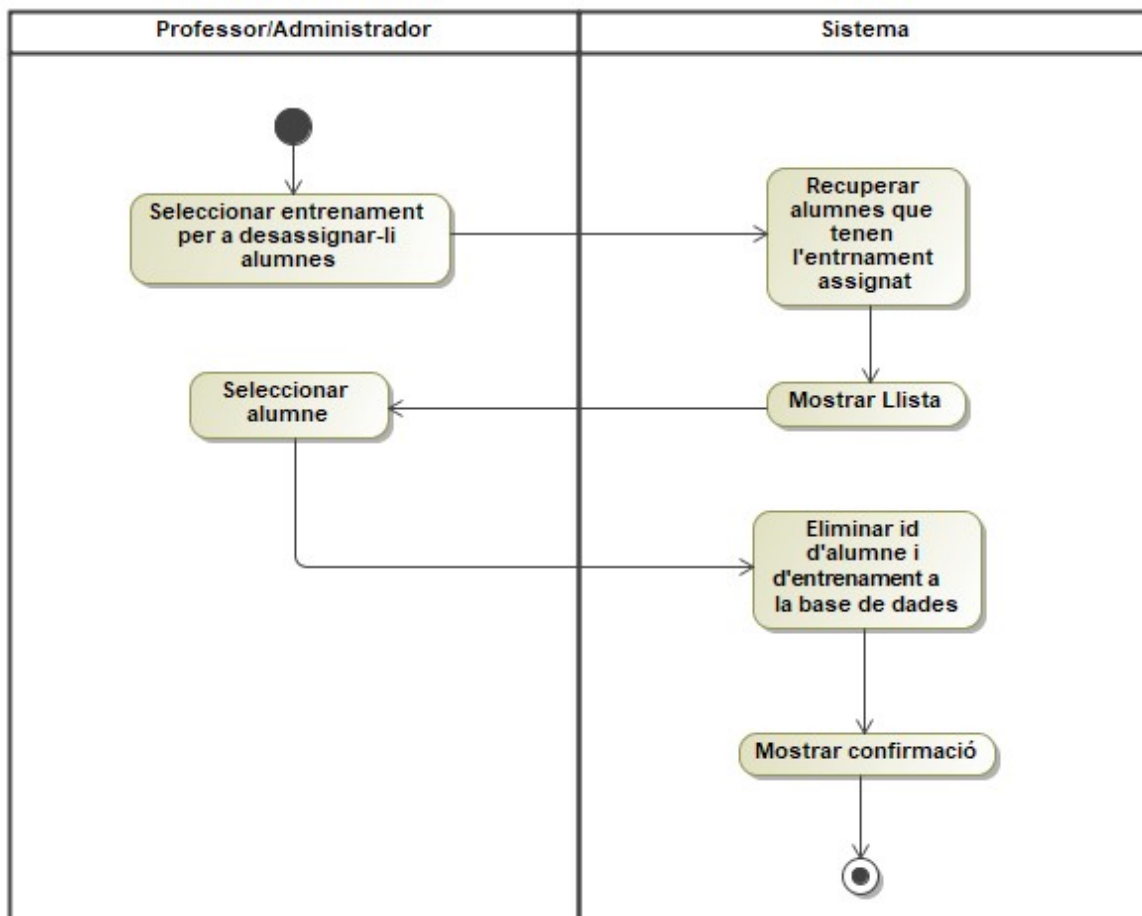 Professor/Administrador
Sistema
Seleccionar entrenament
per a desassignar-li
alumnes
Recuperar
alumnes que
tenen
l'entrnament
assignat
Mostrar Llista
Seleccionar
alumne
Eliminar id
d'alumne i
d'entrenament a
la base de dades
Mostrar confirmació